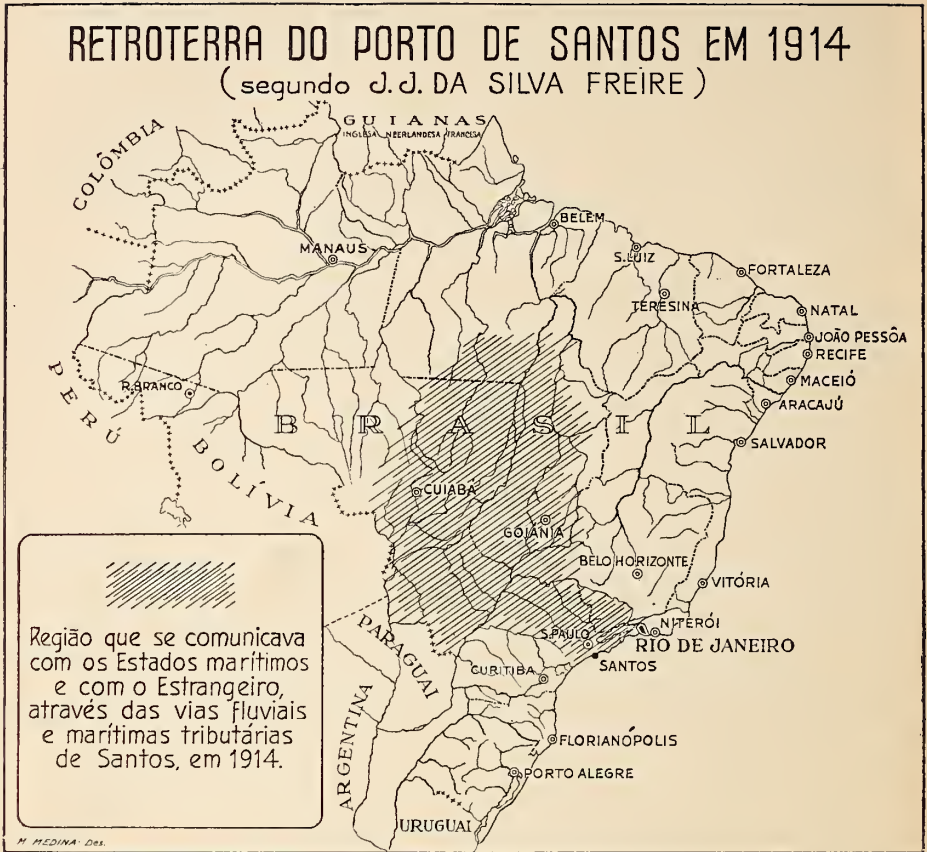 RETROTERRA DO PORTO DE SANTOS EM 1914
(segundo J. J. DA SILVA FREIRE)
GUIANAS
INGLESA NEERLANDESA FRANCESA
COLÔMBIA
BELEM
MANAUS
S. LUIZ
FORTALEZA
TERESINA
NATAL
JOÃO PESSÔA
RECIFE
PERÚ
R. BRANCO
MACEIÓ
ARACAJÚ
BRASIL
SALVADOR
BOLÍVIA
CUIABÁ
GOIÂNIA
BELO HORIZONTE
VITÓRIA
NITERÓI
S. PAULO
RIO DE JANEIRO
SANTOS
PARAGUAI
CURITIBA
ARGENTINA
FLORIANÓPOLIS
PORTO ALEGRE
URUGUAI
Região que se comunicava
com os Estados marítimos
e com o Estrangeiro,
através das vias fluviais
e marítimas tributárias
de Santos, em 1914.
M MEDINA· Des.